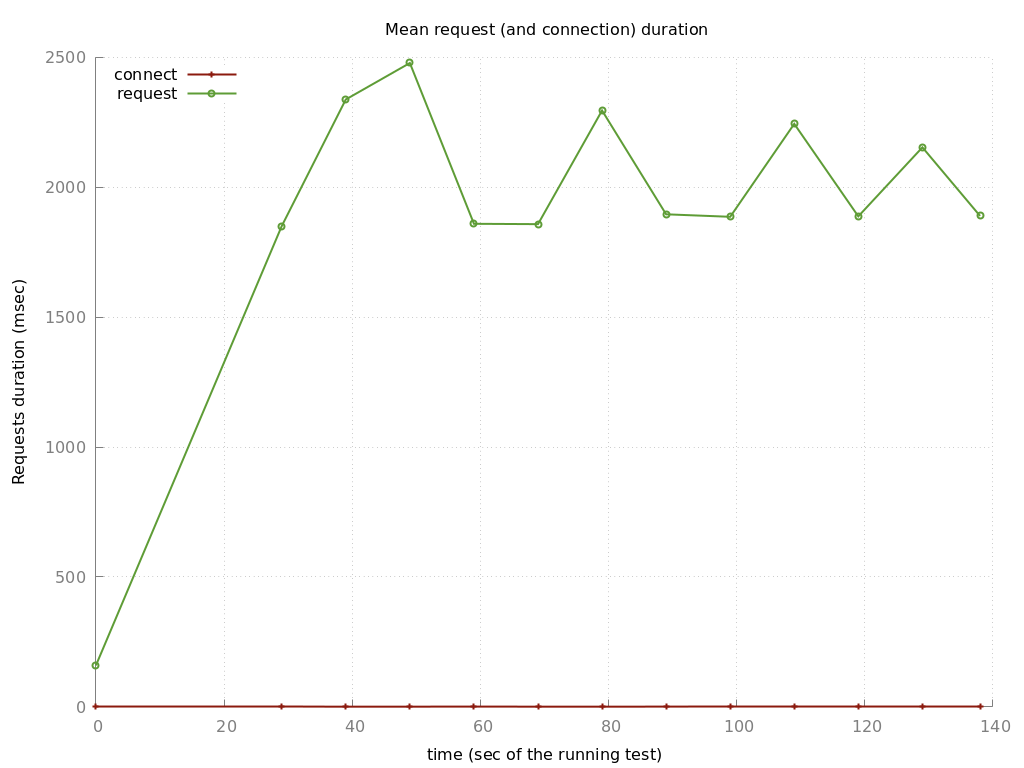 Mean request (and connection) duration
2500
connect
request
2000
1500
1000
500
0
Requests duration (msec)
0 20 40 60 80 100 120 140
time (sec of the running test)